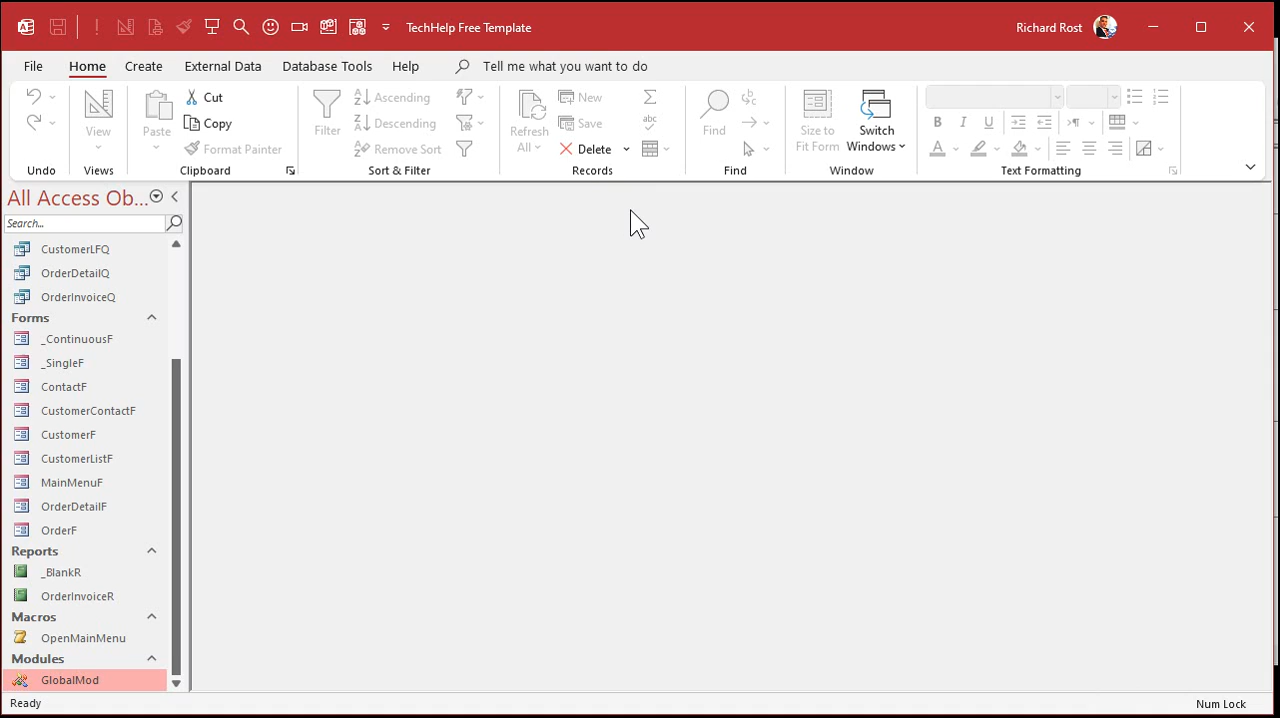 TechHelp Free Template
Richard Rost
File Home Create External Data Database Tools Help Tell me what you want to do
View
Paste
Cut
Copy
Format Painter
Filter
Ascending
Descending
Remove Sort
Refresh All
New
Save
Delete
abc
Find
Size to Fit Form
Switch Windows
B I U
A
Undo Views Clipboard Sort & Filter Records Find Window Text Formatting
All Access Ob...
Search...
CustomerLFQ
OrderDetailQ
OrderInvoiceQ
Forms
_ContinuousF
_SingleF
ContactF
CustomerContactF
CustomerF
CustomerListF
MainMenuF
OrderDetailF
OrderF
Reports
_BlankR
OrderInvoiceR
Macros
OpenMainMenu
Modules
GlobalMod
Ready
Num Lock